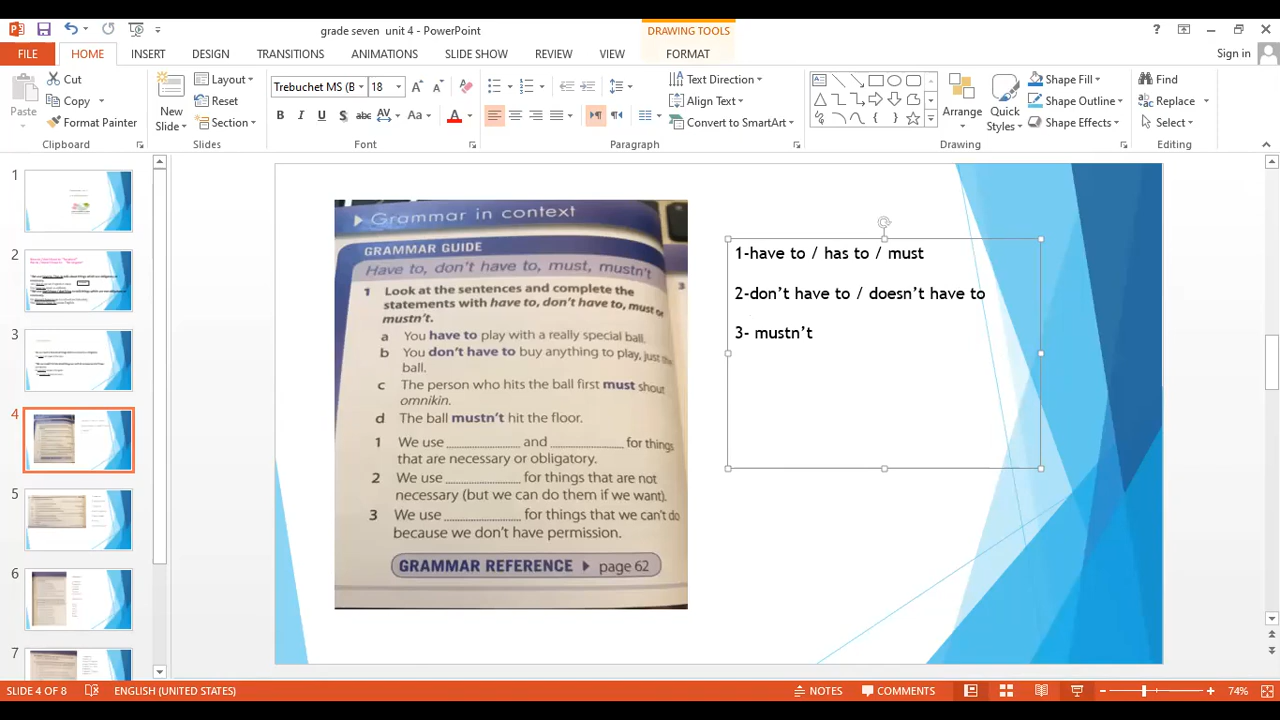 grade seven unit 4 - PowerPoint
DRAWING TOOLS
?
FILE
HOME
INSERT
DESIGN
TRANSITIONS
ANIMATIONS
SLIDE SHOW
REVIEW
VIEW
FORMAT
Sign in
Paste
Cut
Copy
Format Painter
Clipboard
New Slide
Layout
Reset
Section
Slides
Trebuchet MS (B
18
Font
Text Direction
Align Text
Convert to SmartArt
Paragraph
Arrange
Quick Styles
Shape Fill
Shape Outline
Shape Effects
Drawing
Find
Replace
Select
Editing
1
2
3
4
5
6
7
Grammar in context
GRAMMAR GUIDE
Have to, don't have to, must, mustn't
1 Look at the sentences and complete the
statements with have to, don't have to, must or
mustn't.
a You have to play with a really special ball.
b You don't have to buy anything to play, just the
ball.
c The person who hits the ball first must shout
omnikin.
d The ball mustn't hit the floor.
1 We use ............ and ............ for things
that are necessary or obligatory.
2 We use ............ for things that are not
necessary (but we can do them if we want).
3 We use ............ for things that we can't do
because we don't have permission.
GRAMMAR REFERENCE page 62
3
1-have to / has to / must
2-don't have to / doesn't have to
3- mustn't
SLIDE 4 OF 8
ENGLISH (UNITED STATES)
NOTES
COMMENTS
74%